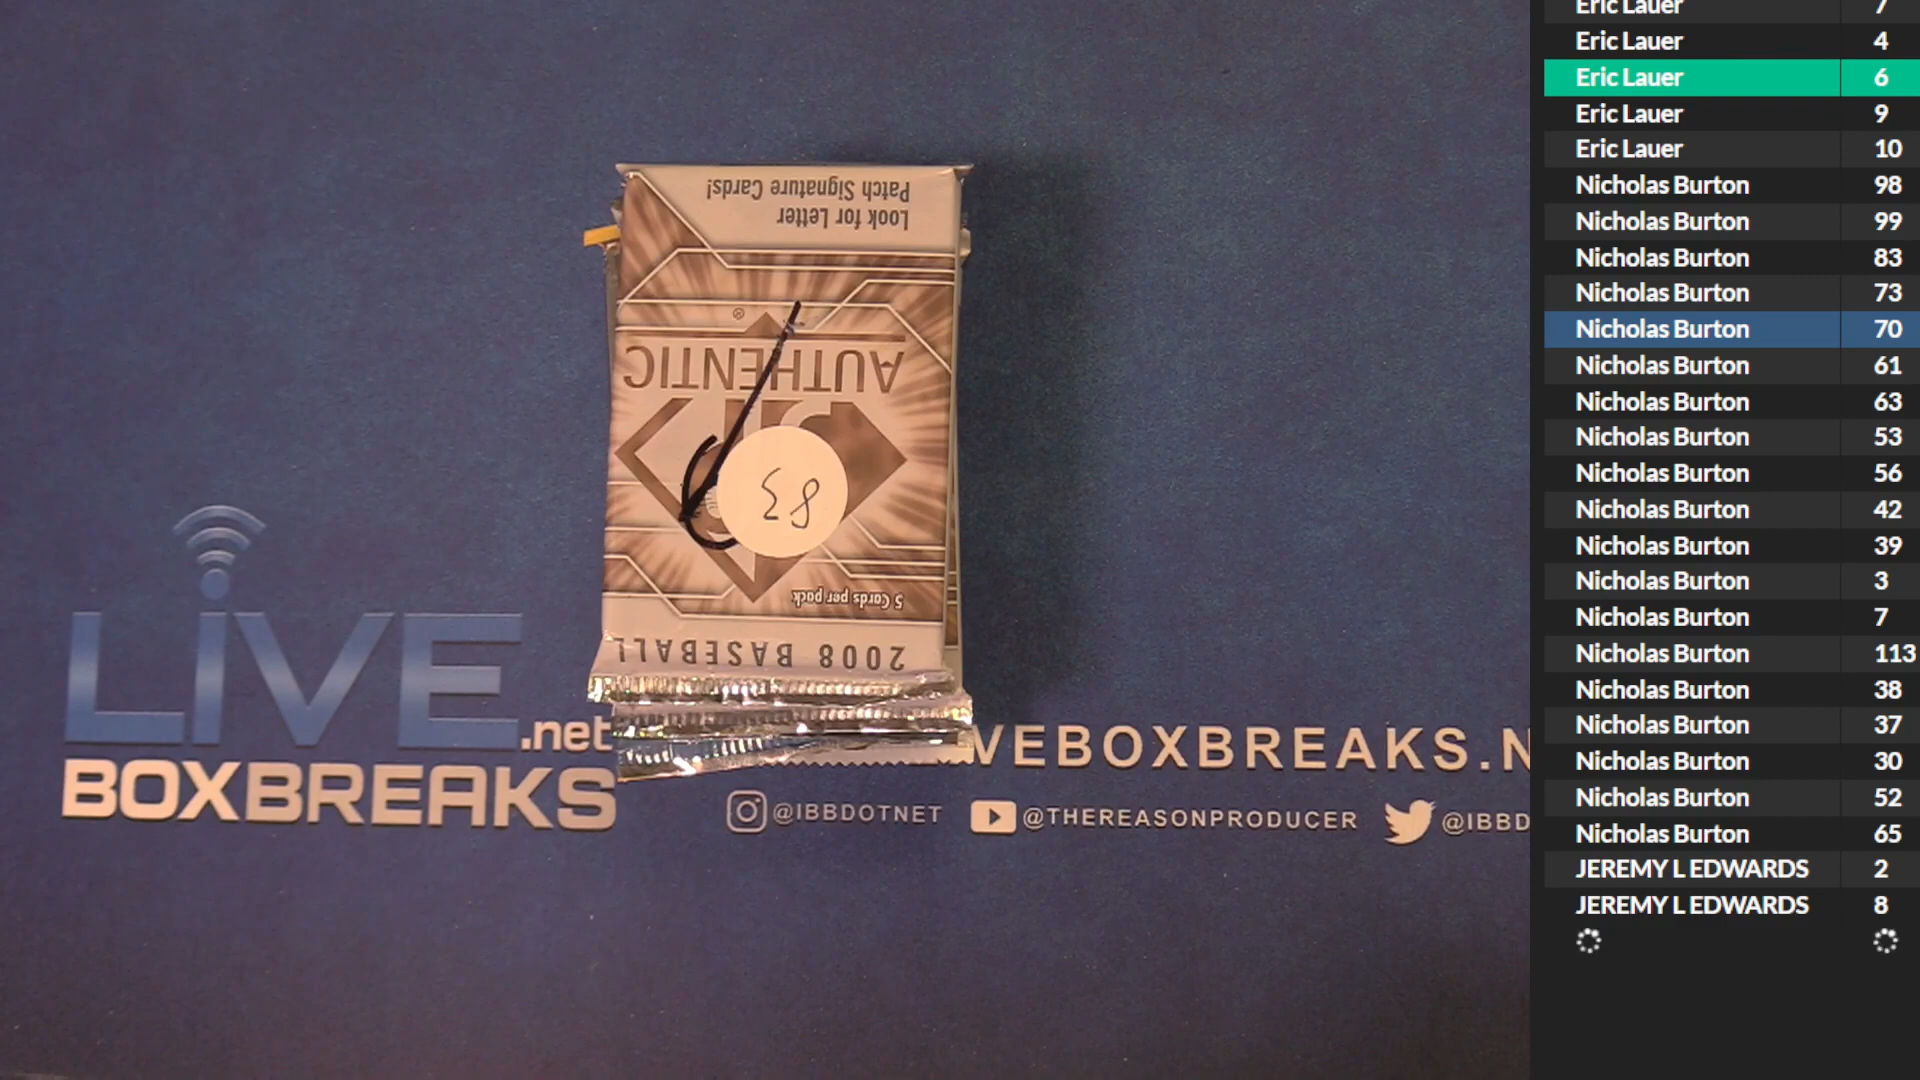 Look for Letter
Patch Signature Cards!
AUTHENTIC
83
5 Cards per pack
2008 BASEBALL
LiVE.net
BOXBREAKS
VEBOXBREAKS.N
@IBBDOTNET @THEREASONPRODUCER @IBBD
Eric Lauer 7
Eric Lauer 4
Eric Lauer 6
Eric Lauer 9
Eric Lauer 10
Nicholas Burton 98
Nicholas Burton 99
Nicholas Burton 83
Nicholas Burton 73
Nicholas Burton 70
Nicholas Burton 61
Nicholas Burton 63
Nicholas Burton 53
Nicholas Burton 56
Nicholas Burton 42
Nicholas Burton 39
Nicholas Burton 3
Nicholas Burton 7
Nicholas Burton 113
Nicholas Burton 38
Nicholas Burton 37
Nicholas Burton 30
Nicholas Burton 52
Nicholas Burton 65
JEREMY L EDWARDS 2
JEREMY L EDWARDS 8